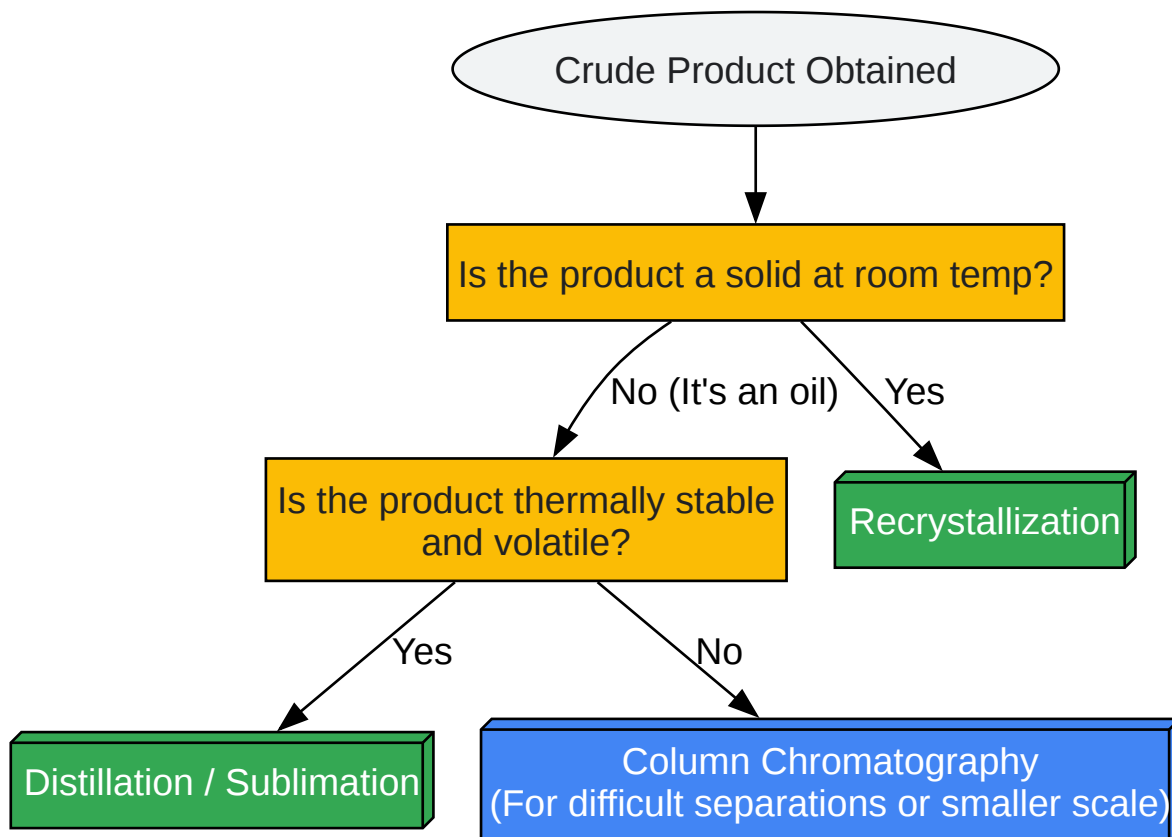 Crude Product Obtained
Is the product a solid at room temp?
No (It's an oil)
Yes
Is the product thermally stable
and volatile?
Recrystallization
Yes
No
Distillation / Sublimation
Column Chromatography
(For difficult separations or smaller scale)